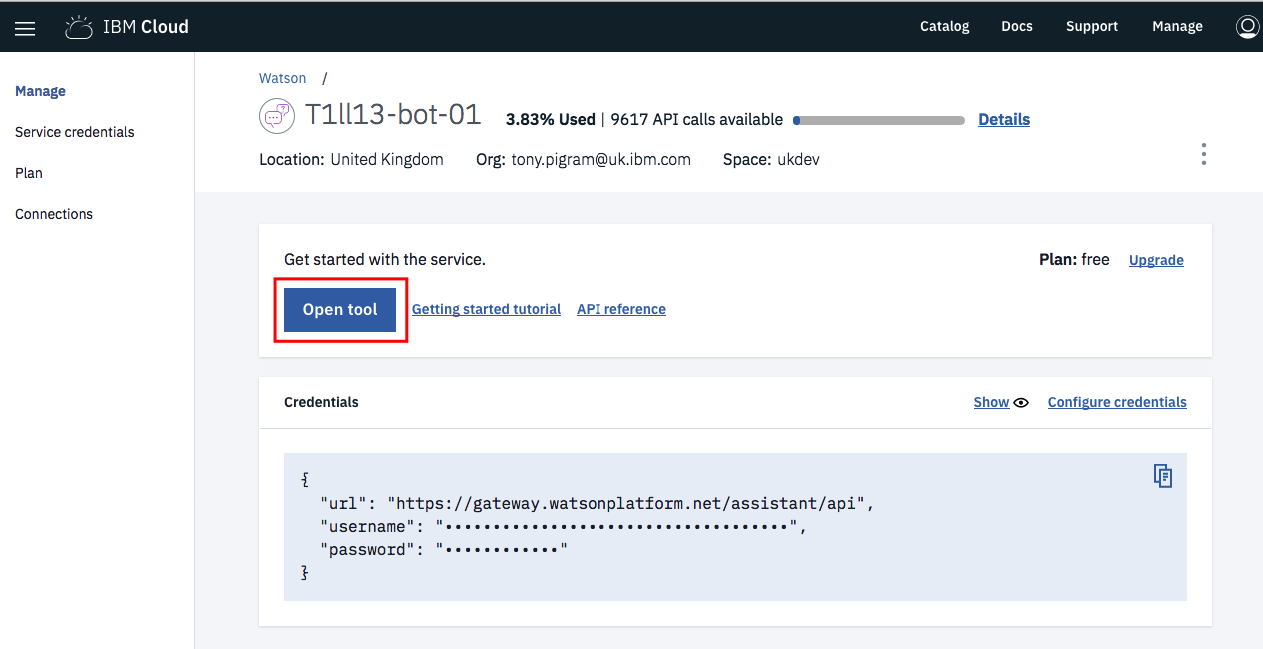 IBM Cloud Catalog Docs Support Manage
Manage
Service credentials
Plan
Connections
Watson /
T1ll13-bot-01 3.83% Used | 9617 API calls available Details
Location: United Kingdom Org: tony.pigram@uk.ibm.com Space: ukdev
Get started with the service. Plan: free Upgrade
Open tool Getting started tutorial API reference
Credentials Show Configure credentials
{
"url": "https://gateway.watsonplatform.net/assistant/api",
"username": "••••••••••••••••••••••••••••••••••••",
"password": "••••••••••••"
}